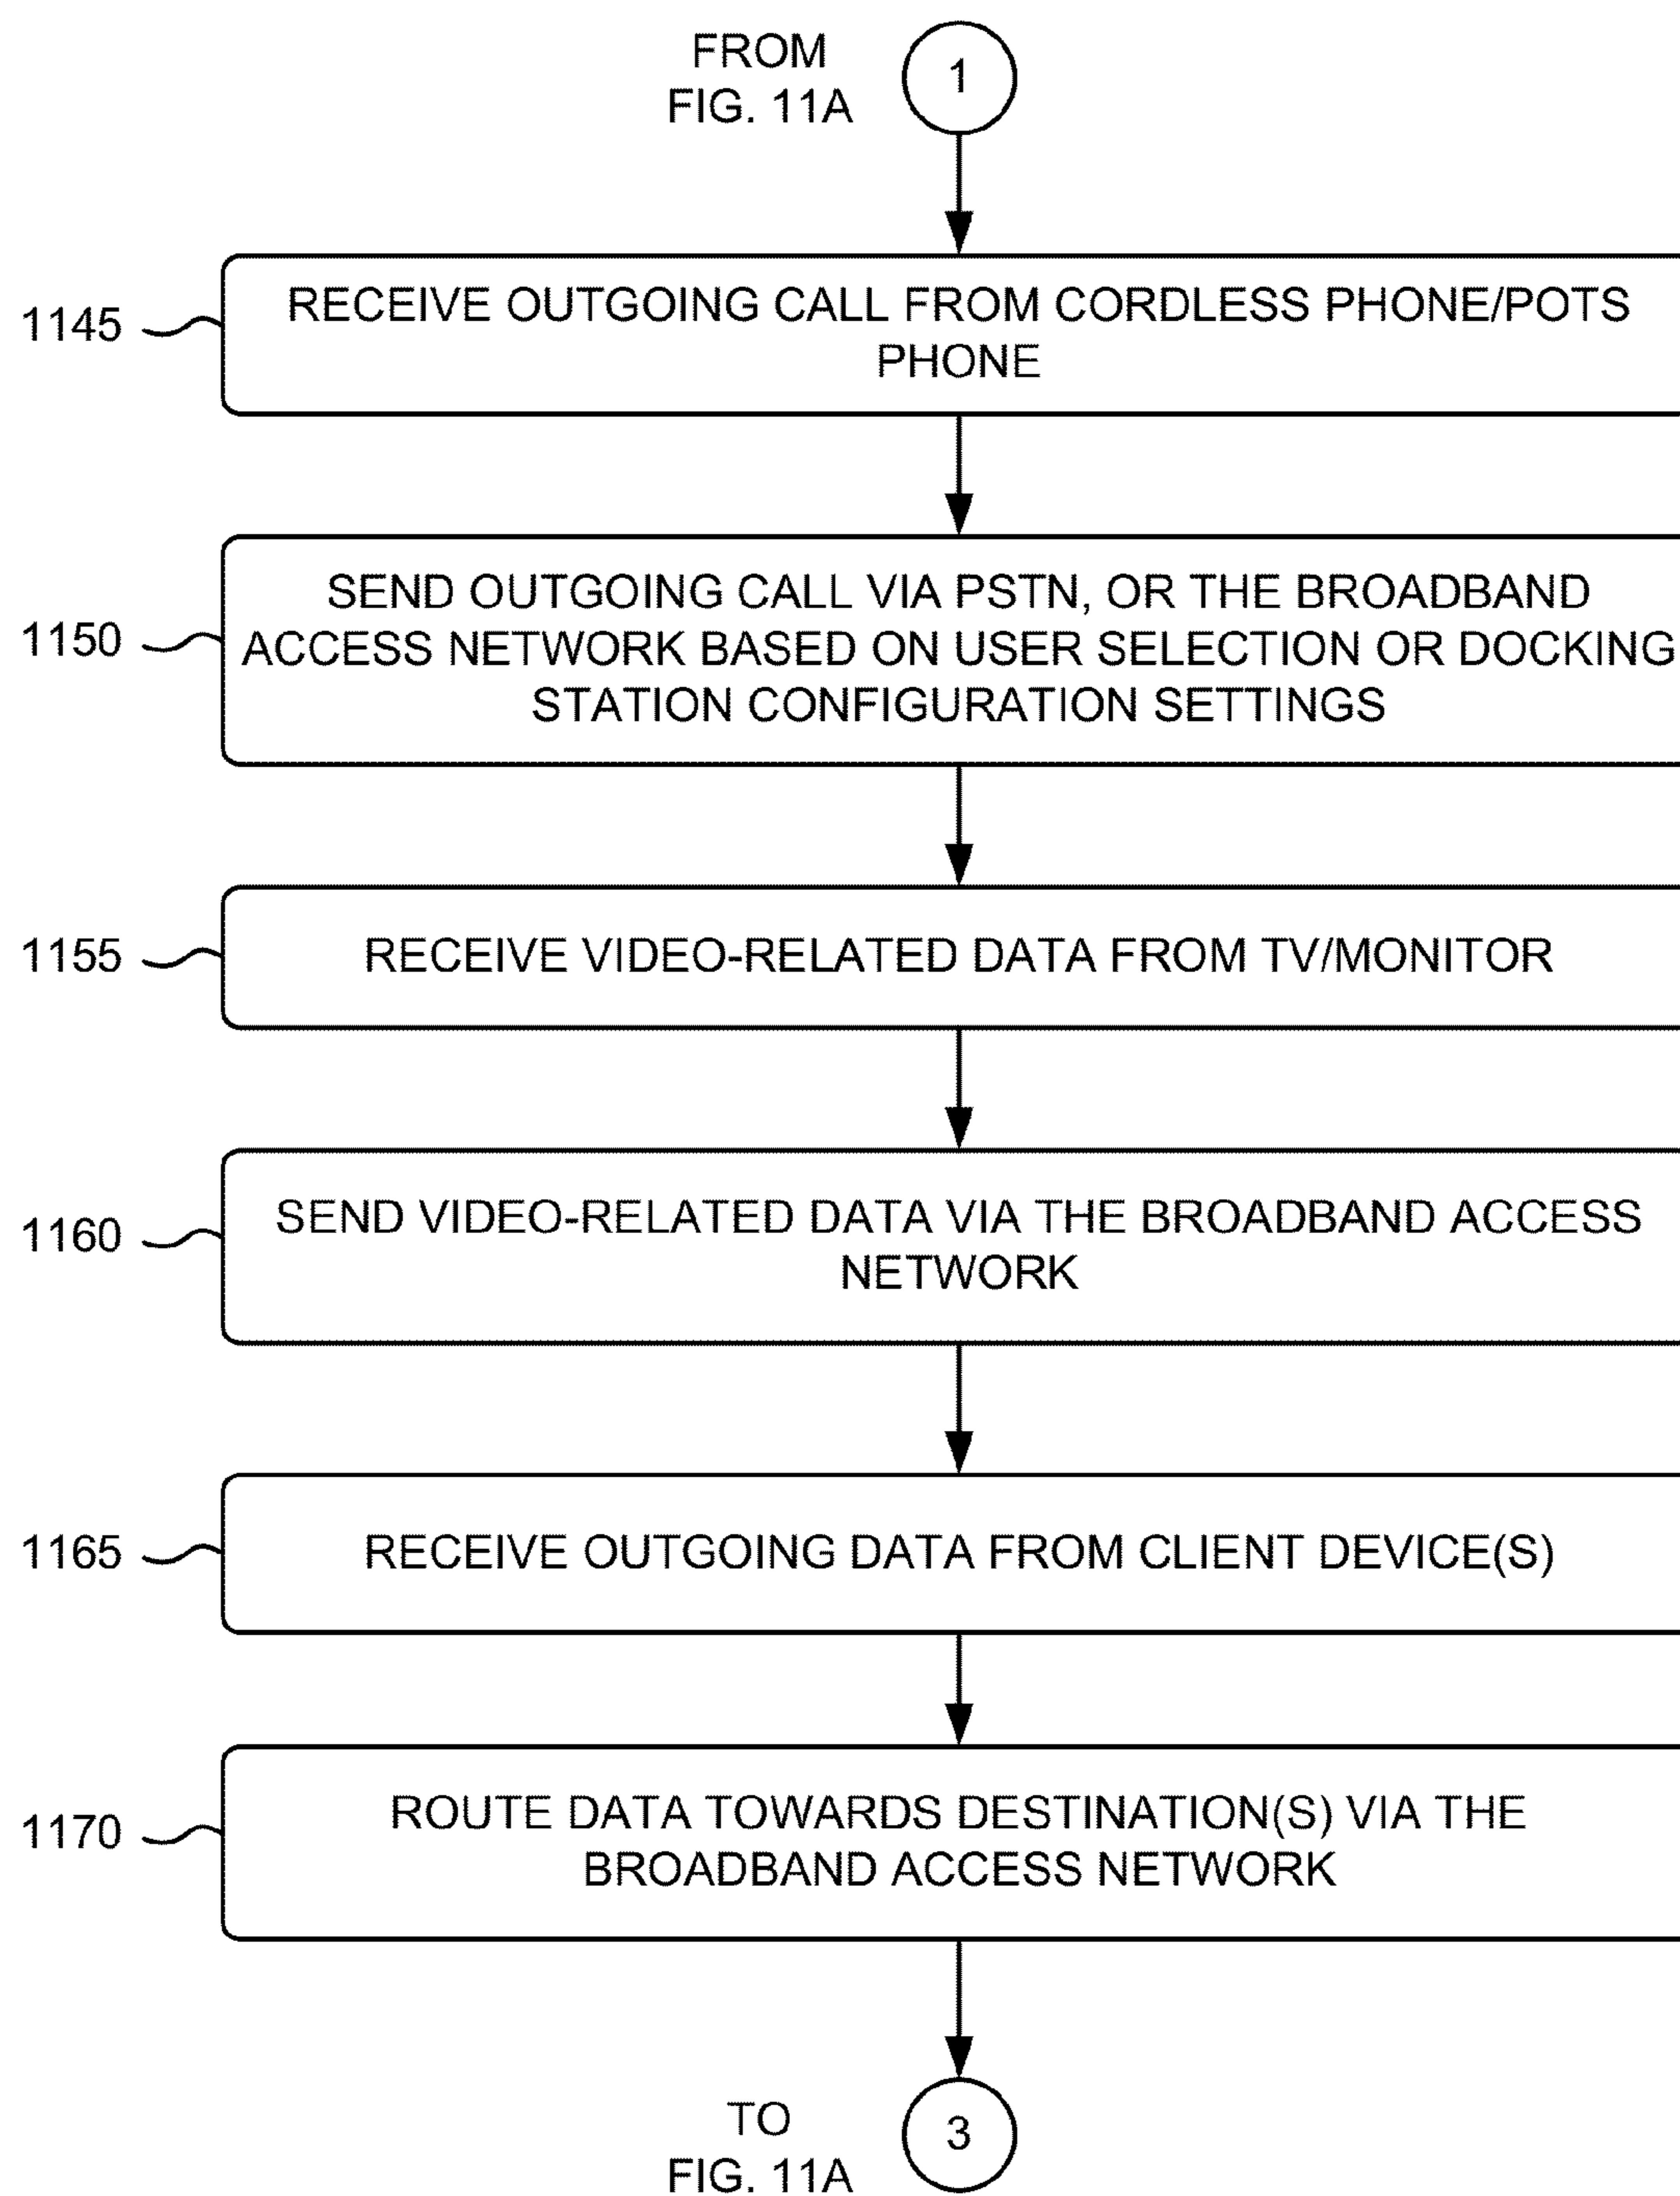 FROM
FIG. 11A
1
1145
RECEIVE OUTGOING CALL FROM CORDLESS PHONE/POTS
PHONE
1150
SEND OUTGOING CALL VIA PSTN, OR THE BROADBAND
ACCESS NETWORK BASED ON USER SELECTION OR DOCKING
STATION CONFIGURATION SETTINGS
1155
RECEIVE VIDEO-RELATED DATA FROM TV/MONITOR
1160
SEND VIDEO-RELATED DATA VIA THE BROADBAND ACCESS
NETWORK
1165
RECEIVE OUTGOING DATA FROM CLIENT DEVICE(S)
1170
ROUTE DATA TOWARDS DESTINATION(S) VIA THE
BROADBAND ACCESS NETWORK
TO
FIG. 11A
3